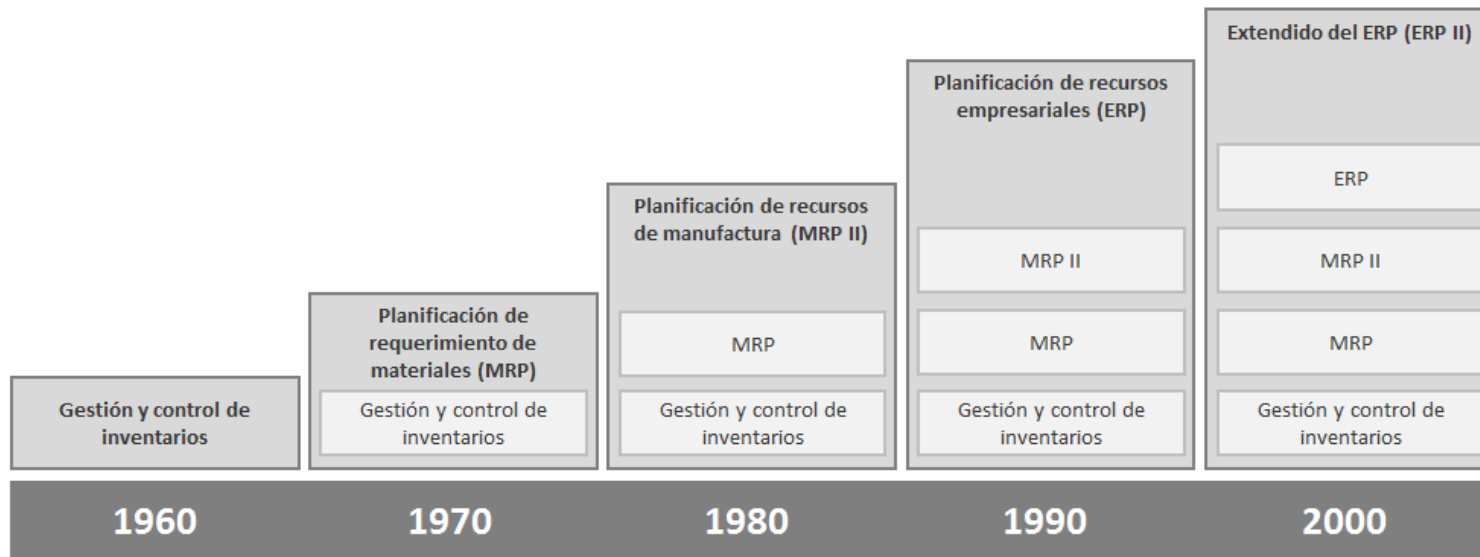 Gestión y control de
inventarios
Planificación de
requerimiento de
materiales (MRP)
Gestión y control de
inventarios
Planificación de recursos
de manufactura (MRP II)
MRP
Gestión y control de
inventarios
Planificación de recursos
empresariales (ERP)
MRP II
MRP
Gestión y control de
inventarios
Extendido del ERP (ERP II)
ERP
MRP II
MRP
Gestión y control de
inventarios
1960
1970
1980
1990
2000